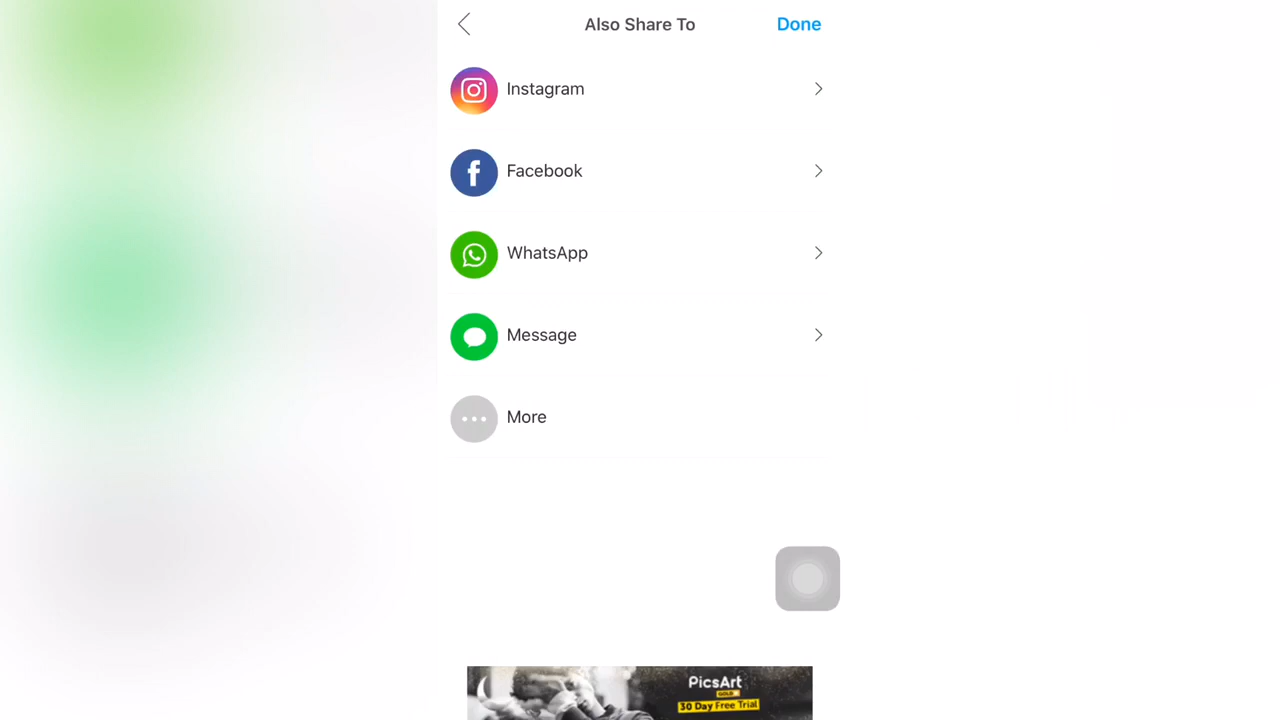 Also Share To
Done
Instagram
Facebook
WhatsApp
Message
More
PicsArt
GOLD
30 Day Free Trial